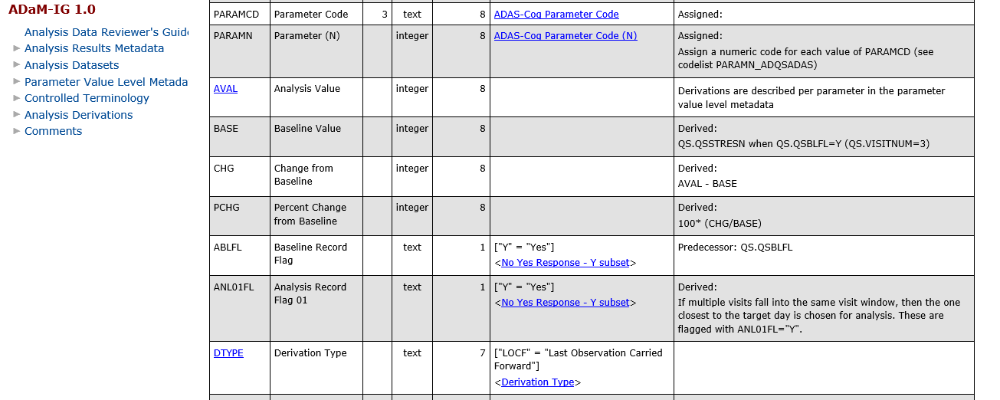 ADaM-IG 1.0
Analysis Data Reviewer's Guid
Analysis Results Metadata
Analysis Datasets
Parameter Value Level Metada
Controlled Terminology
Analysis Derivations
Comments
PARAMCD Parameter Code 3 text 8 ADAS-Cog Parameter Code Assigned:
PARAMN Parameter (N) integer 8 ADAS-Cog Parameter Code (N) Assigned:
Assign a numeric code for each value of PARAMCD (see
codelist PARAMN_ADQSADAS)
AVAL Analysis Value integer 8 Derivations are described per parameter in the parameter
value level metadata
BASE Baseline Value integer 8 Derived:
QS.QSSTRESN when QS.QSBLFL=Y (QS.VISITNUM=3)
CHG Change from integer 8 Derived:
Baseline AVAL - BASE
PCHG Percent Change integer 8 Derived:
from Baseline 100* (CHG/BASE)
ABLFL Baseline Record text 1 ["Y" = "Yes"] Predecessor: QS.QSBLFL
Flag <No Yes Response - Y subset>
ANL01FL Analysis Record text 1 ["Y" = "Yes"] Derived:
Flag 01 <No Yes Response - Y subset> If multiple visits fall into the same visit window, then the one
closest to the target day is chosen for analysis. These are
flagged with ANL01FL="Y".
DTYPE Derivation Type text 7 ["LOCF" = "Last Observation Carried
Forward"]
<Derivation Type>